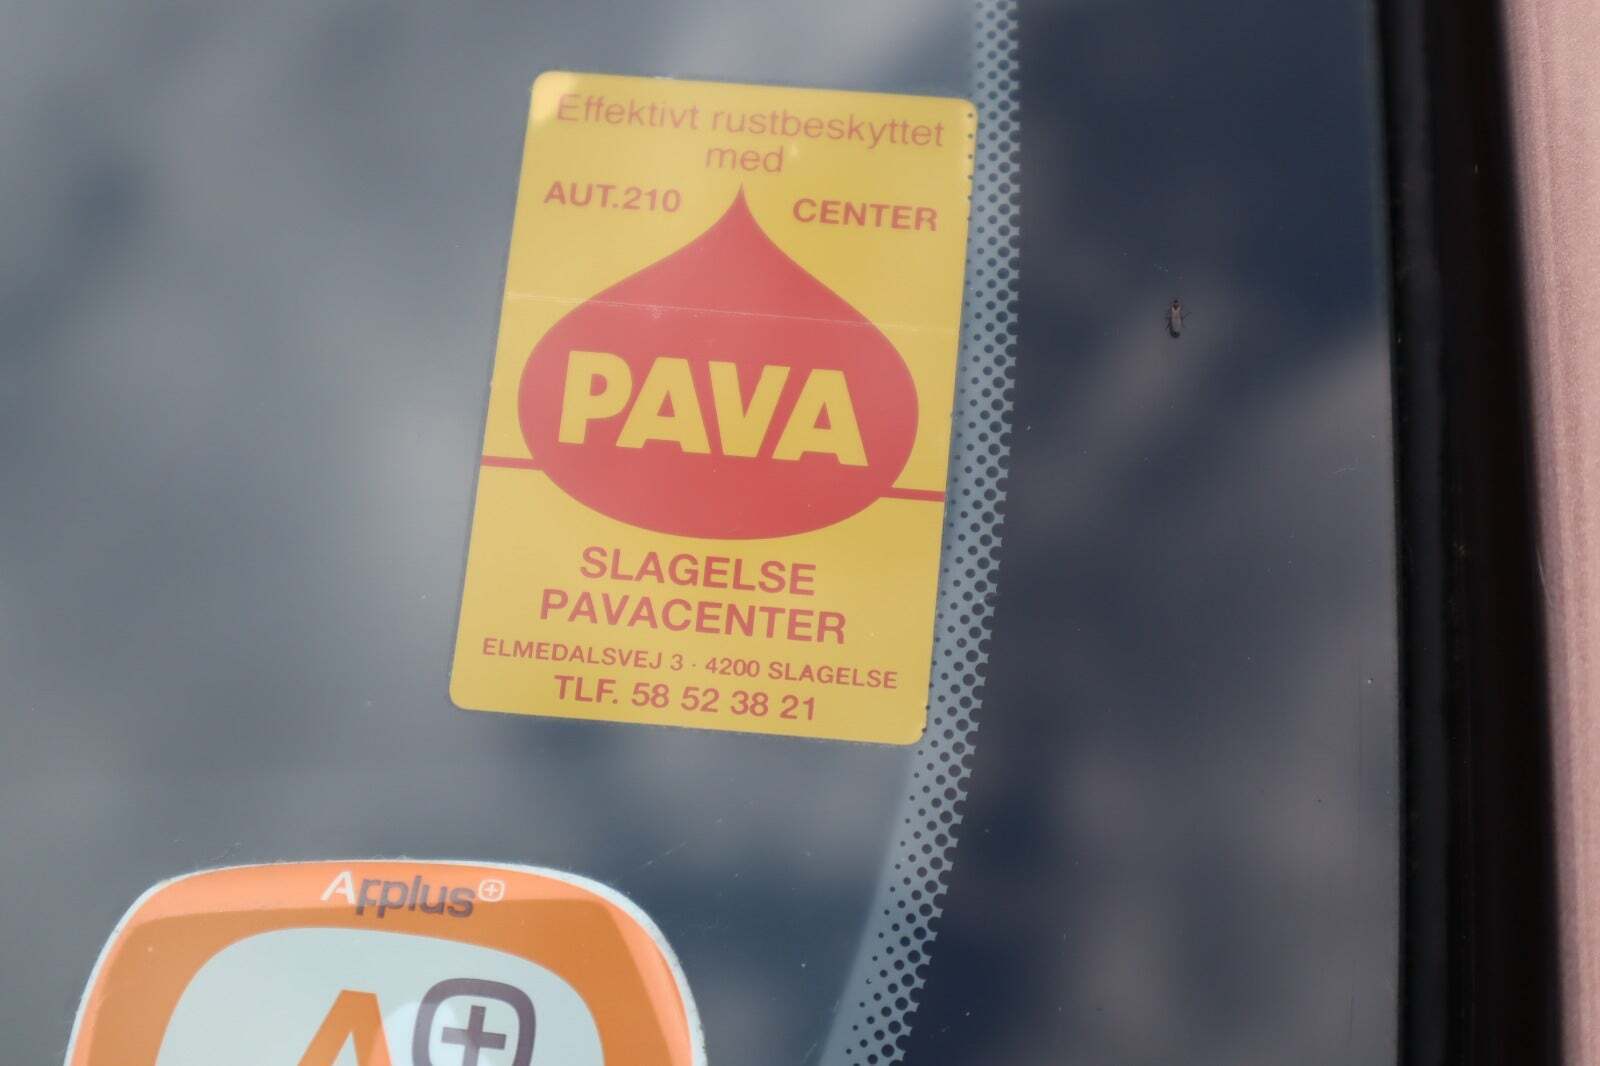 Effektivt rustbeskyttet
med
AUT.210 CENTER
PAVA
SLAGELSE
PAVACENTER
ELMEDALSVEJ 3 · 4200 SLAGELSE
TLF. 58 52 38 21
Applus+
A+